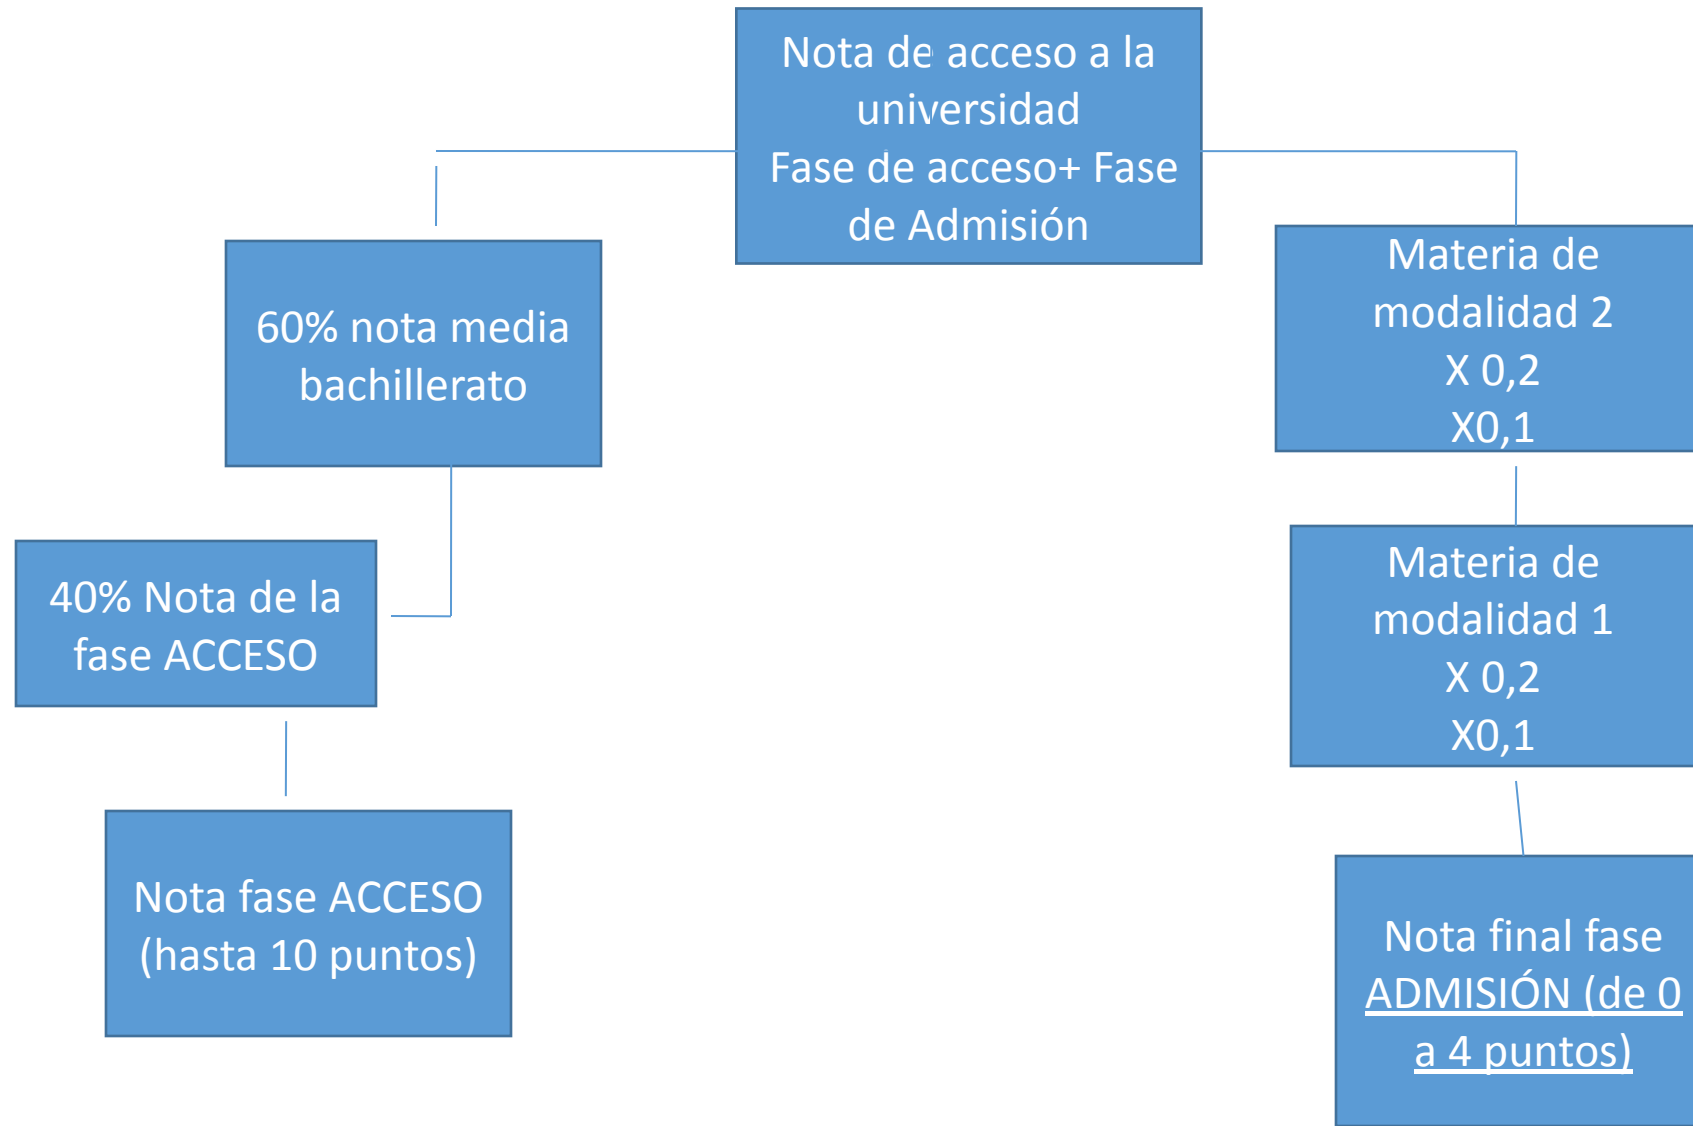 Nota de acceso a la
universidad
Fase de acceso+ Fase
de Admisión
60% nota media
bachillerato
40% Nota de la
fase ACCESO
Nota fase ACCESO
(hasta 10 puntos)
Materia de
modalidad 2
X 0,2
X0,1
Materia de
modalidad 1
X 0,2
X0,1
Nota final fase
ADMISIÓN (de 0
a 4 puntos)